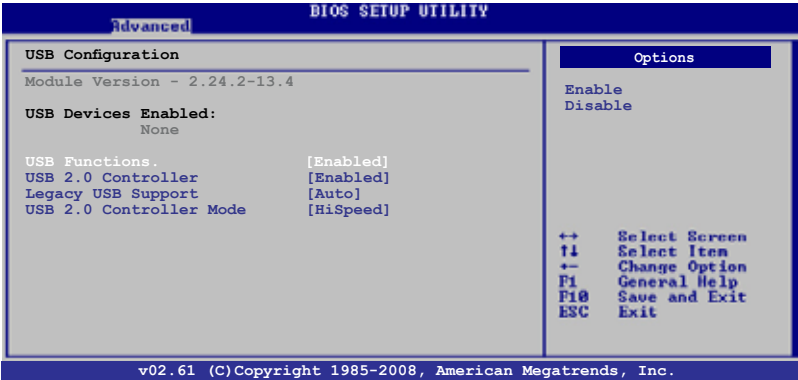 BIOS SETUP UTILITY
Advanced
USB Configuration
Module Version - 2.24.2-13.4
USB Devices Enabled:
None
USB Functions. [Enabled]
USB 2.0 Controller [Enabled]
Legacy USB Support [Auto]
USB 2.0 Controller Mode [HiSpeed]
Options
Enable
Disable
↔ Select Screen
↑↓ Select Item
+- Change Option
F1 General Help
F10 Save and Exit
ESC Exit
v02.61 (C)Copyright 1985-2008, American Megatrends, Inc.